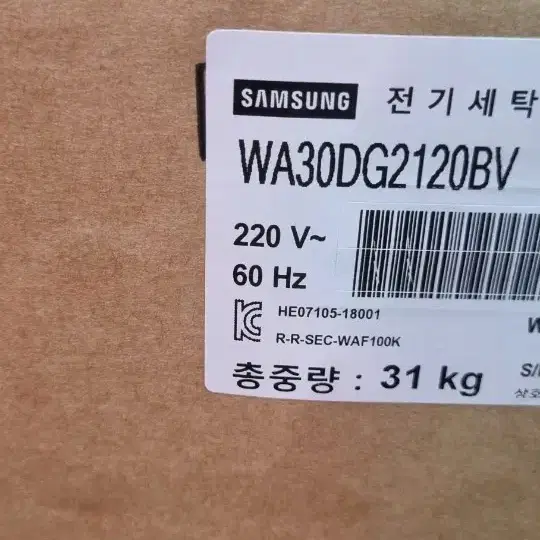 SAMSUNG 전기세탁
WA30DG2120BV
220 V~
60 Hz
HE07105-18001
R-R-SEC-WAF100K
총중량 : 31 kg